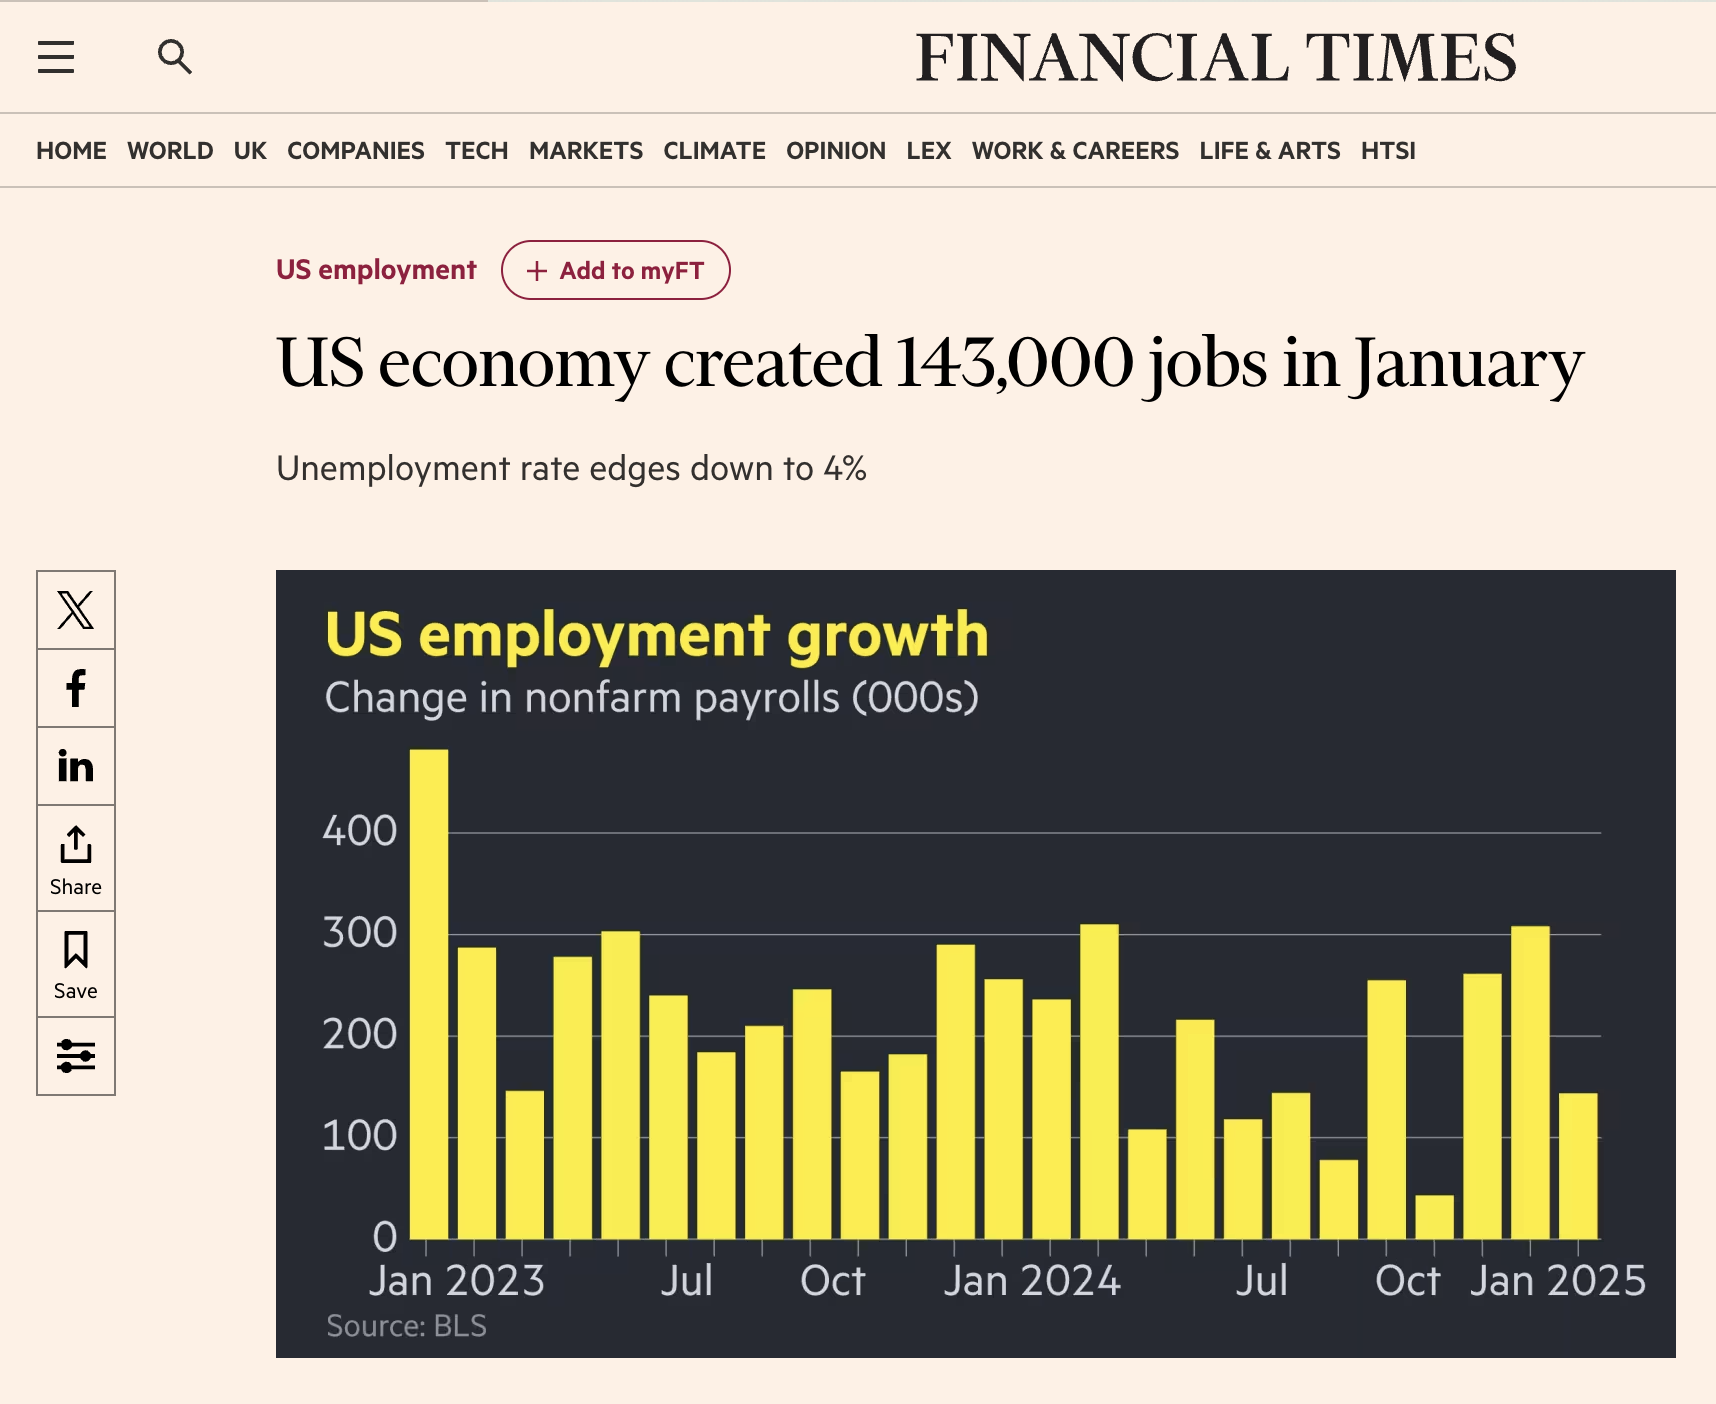 FINANCIAL TIMES
HOME WORLD UK COMPANIES TECH MARKETS CLIMATE OPINION LEX WORK & CAREERS LIFE & ARTS HTSI
US employment + Add to myFT
US economy created 143,000 jobs in January
Unemployment rate edges down to 4%
X
f
in
Share
Save
US employment growth
Change in nonfarm payrolls (000s)
400
300
200
100
0
Jan 2023 Jul Oct Jan 2024 Jul Oct Jan 2025
Source: BLS